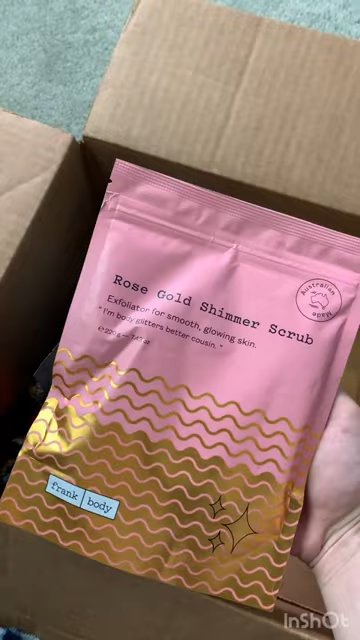 Rose Gold Shimmer Scrub
Exfoliator for smooth, glowing skin.
"I'm body glitters better cousin."
Australian
Made
frank body
InShOt